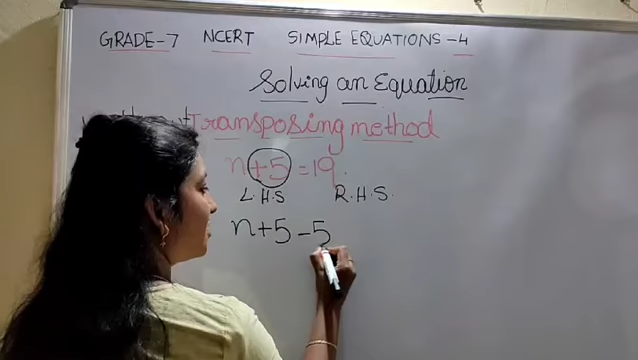 GRADE-7 NCERT SIMPLE EQUATIONS-4
Solving an Equation
Transposing method
n+5=19.
L.H.S R.H.S.
n+5-5